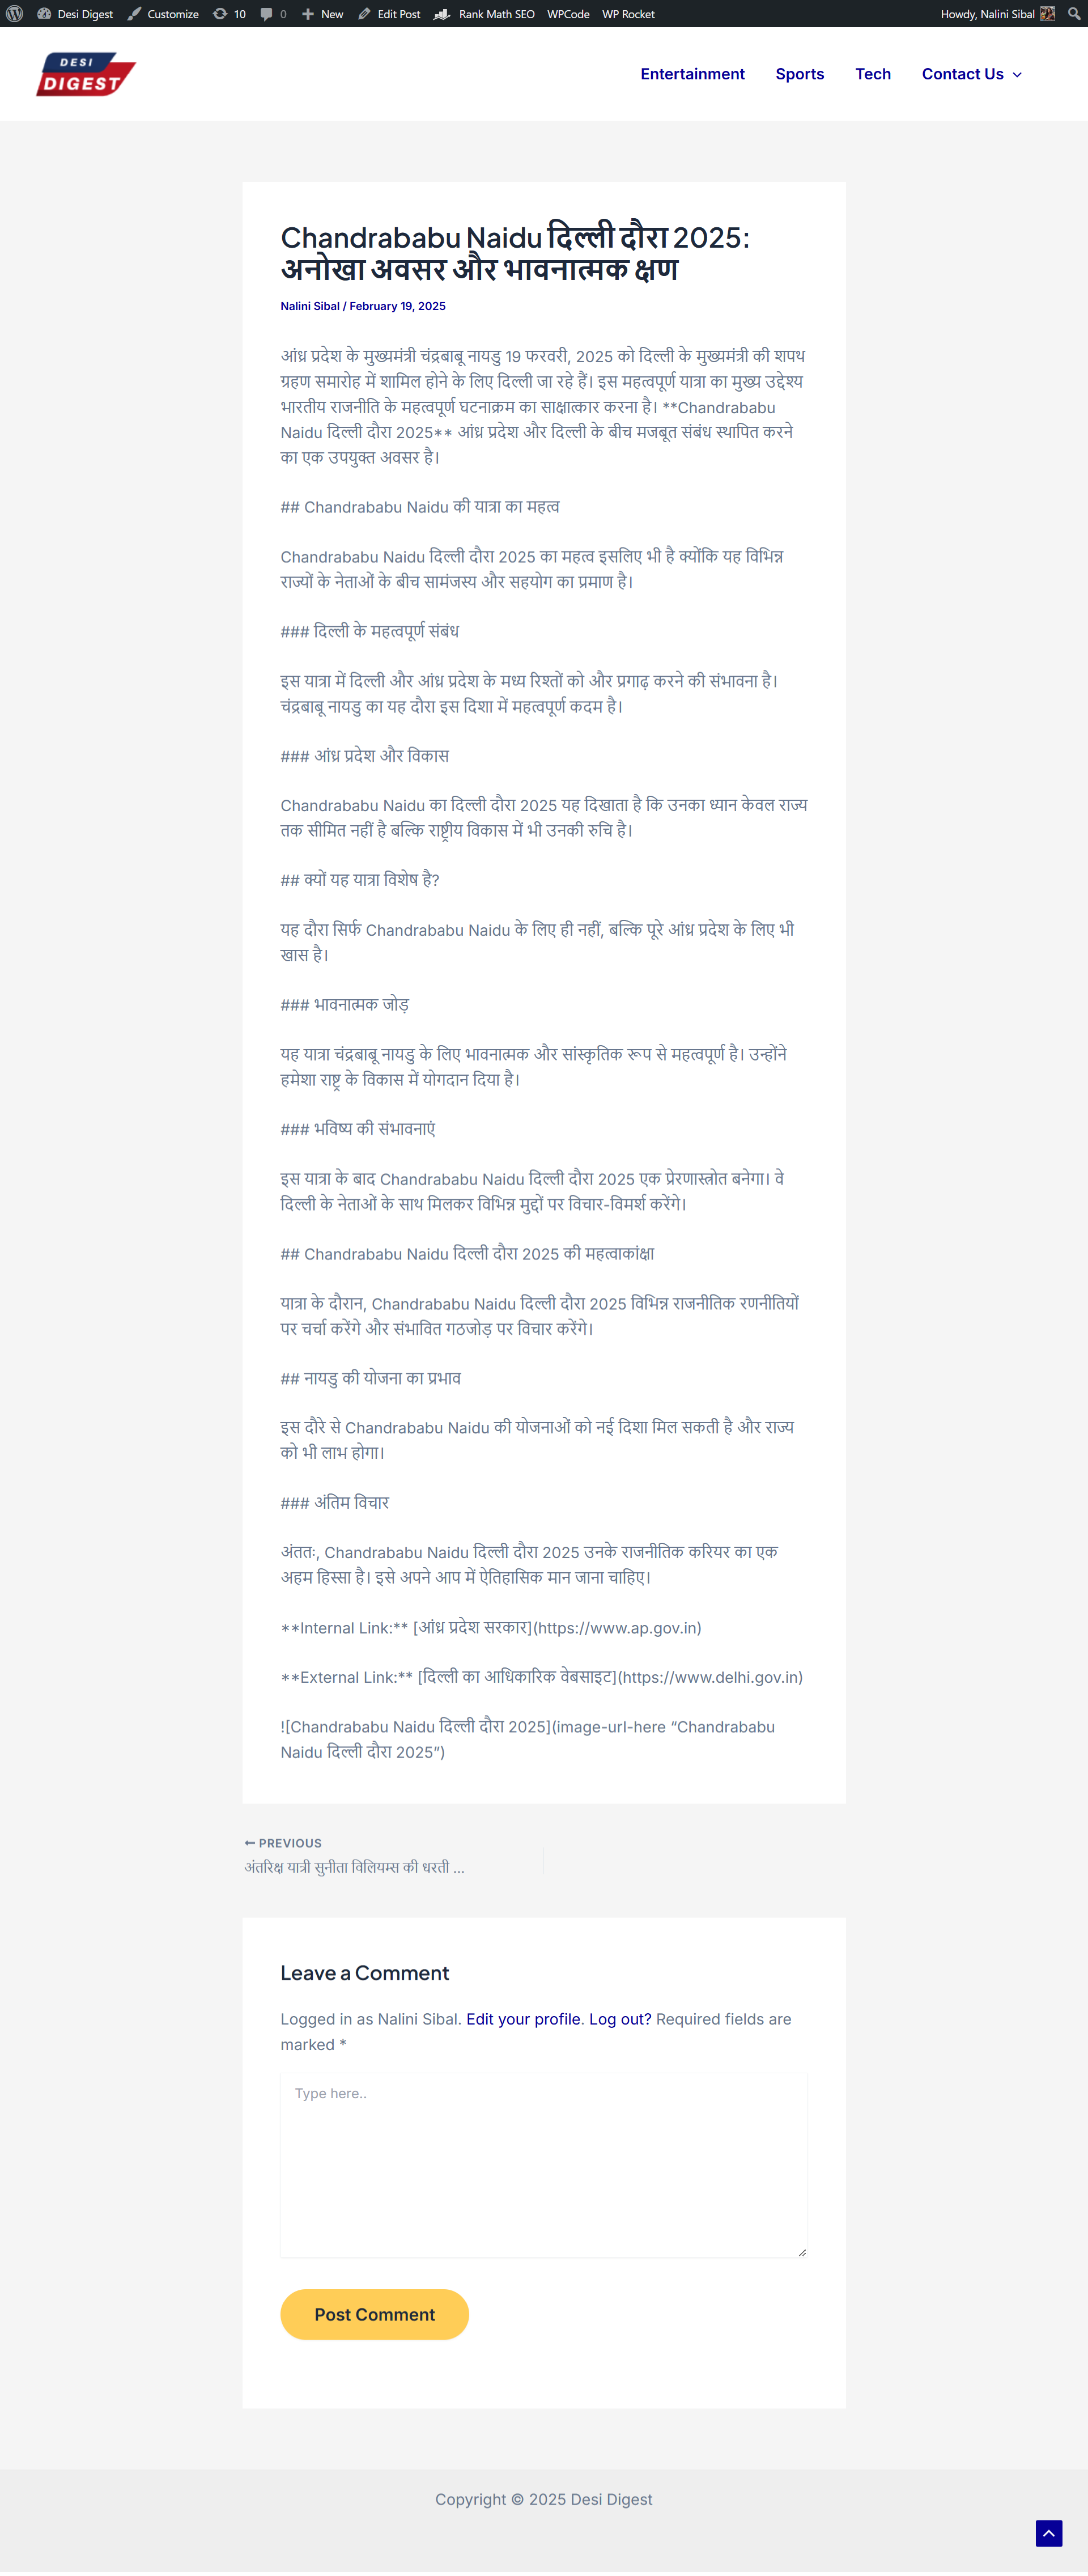 Desi Digest Customize 10 0 New Edit Post Rank Math SEO WPCode WP Rocket Howdy, Nalini Sibal
DESI
DIGEST
Entertainment Sports Tech Contact Us
Chandrababu Naidu दिल्ली दौरा 2025:
अनोखा अवसर और भावनात्मक क्षण
Nalini Sibal / February 19, 2025
आंध्र प्रदेश के मुख्यमंत्री चंद्रबाबू नायडु 19 फरवरी, 2025 को दिल्ली के मुख्यमंत्री की शपथ
ग्रहण समारोह में शामिल होने के लिए दिल्ली जा रहे हैं। इस महत्वपूर्ण यात्रा का मुख्य उद्देश्य
भारतीय राजनीति के महत्वपूर्ण घटनाक्रम का साक्षात्कार करना है। **Chandrababu
Naidu दिल्ली दौरा 2025** आंध्र प्रदेश और दिल्ली के बीच मजबूत संबंध स्थापित करने
का एक उपयुक्त अवसर है।
## Chandrababu Naidu की यात्रा का महत्व
Chandrababu Naidu दिल्ली दौरा 2025 का महत्व इसलिए भी है क्योंकि यह विभिन्न
राज्यों के नेताओं के बीच सामंजस्य और सहयोग का प्रमाण है।
### दिल्ली के महत्वपूर्ण संबंध
इस यात्रा में दिल्ली और आंध्र प्रदेश के मध्य रिश्तों को और प्रगाढ़ करने की संभावना है।
चंद्रबाबू नायडु का यह दौरा इस दिशा में महत्वपूर्ण कदम है।
### आंध्र प्रदेश और विकास
Chandrababu Naidu का दिल्ली दौरा 2025 यह दिखाता है कि उनका ध्यान केवल राज्य
तक सीमित नहीं है बल्कि राष्ट्रीय विकास में भी उनकी रुचि है।
## क्यों यह यात्रा विशेष है?
यह दौरा सिर्फ Chandrababu Naidu के लिए ही नहीं, बल्कि पूरे आंध्र प्रदेश के लिए भी
खास है।
### भावनात्मक जोड़
यह यात्रा चंद्रबाबू नायडु के लिए भावनात्मक और सांस्कृतिक रूप से महत्वपूर्ण है। उन्होंने
हमेशा राष्ट्र के विकास में योगदान दिया है।
### भविष्य की संभावनाएं
इस यात्रा के बाद Chandrababu Naidu दिल्ली दौरा 2025 एक प्रेरणास्त्रोत बनेगा। वे
दिल्ली के नेताओं के साथ मिलकर विभिन्न मुद्दों पर विचार-विमर्श करेंगे।
## Chandrababu Naidu दिल्ली दौरा 2025 की महत्वाकांक्षा
यात्रा के दौरान, Chandrababu Naidu दिल्ली दौरा 2025 विभिन्न राजनीतिक रणनीतियों
पर चर्चा करेंगे और संभावित गठजोड़ पर विचार करेंगे।
## नायडु की योजना का प्रभाव
इस दौरे से Chandrababu Naidu की योजनाओं को नई दिशा मिल सकती है और राज्य
को भी लाभ होगा।
### अंतिम विचार
अंततः, Chandrababu Naidu दिल्ली दौरा 2025 उनके राजनीतिक करियर का एक
अहम हिस्सा है। इसे अपने आप में ऐतिहासिक मान जाना चाहिए।
**Internal Link:** [आंध्र प्रदेश सरकार](https://www.ap.gov.in)
**External Link:** [दिल्ली का आधिकारिक वेबसाइट](https://www.delhi.gov.in)
![Chandrababu Naidu दिल्ली दौरा 2025](image-url-here “Chandrababu
Naidu दिल्ली दौरा 2025”)
← PREVIOUS
अंतरिक्ष यात्री सुनीता विलियम्स की धरती ...
Leave a Comment
Logged in as Nalini Sibal. Edit your profile. Log out? Required fields are
marked *
Type here..
Post Comment
Copyright © 2025 Desi Digest